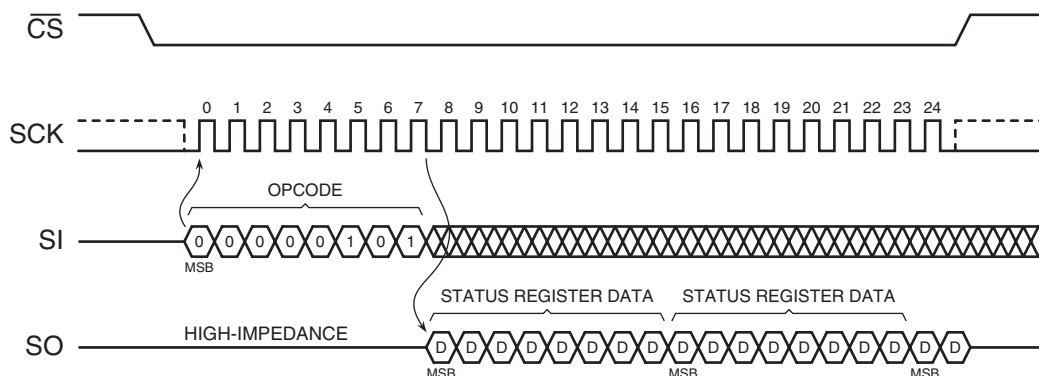 CS
SCK
0 1 2 3 4 5 6 7 8 9 10 11 12 13 14 15 16 17 18 19 20 21 22 23 24
OPCODE
SI
0 0 0 0 0 1 0 1
MSB
STATUS REGISTER DATA STATUS REGISTER DATA
SO
HIGH-IMPEDANCE
D D D D D D D D D D D D D D D D D D
MSB MSB MSB